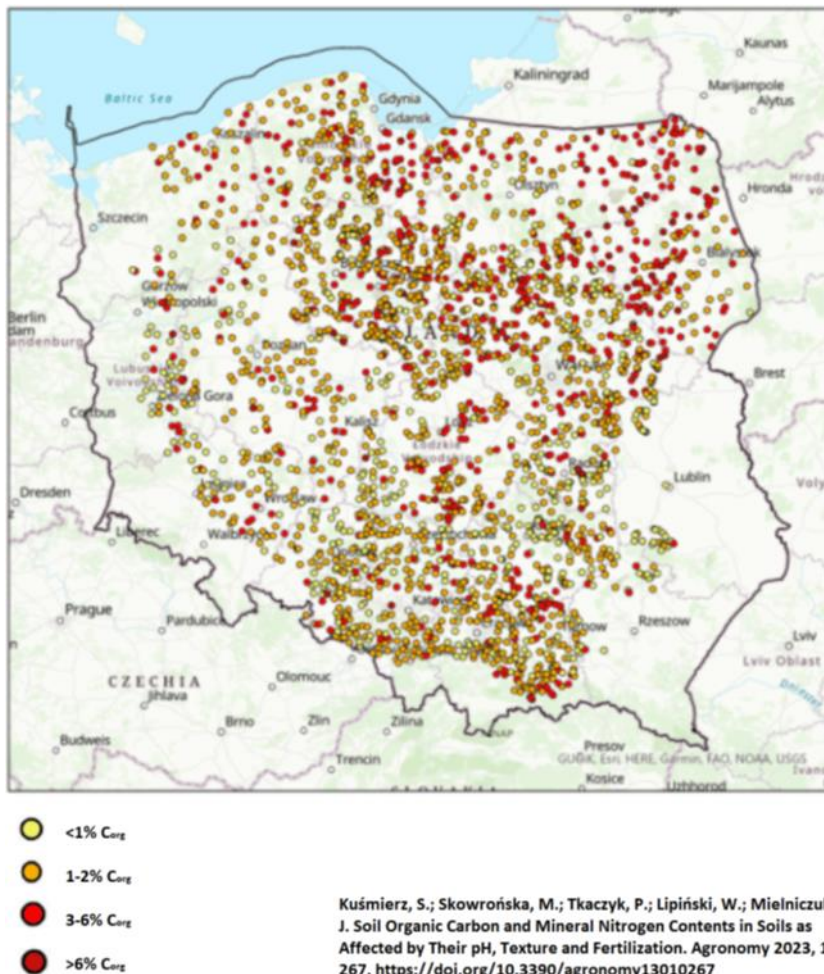 Kaunas
Baltic Sea
Kaliningrad
Marijampole
Gdynia
Alytus
Gdansk
Olsztyn
Hronda
Szczecin
Gorzow
Wielkopolski
Berlin
Brest
Cottbus
Kalisz
Lublin
Dresden
Liberec
Prague
Pardubice
Rzeszow
Lviv
Lviv Oblast
CZECHIA
Olomouc
Jihlava
Dniester
Brno
Zlin
Zilina
Budweis
Trencin
Presov
GUGiK, Esri, HERE, Garmin, FAO, NOAA, USGS
Kosice
Uzhhorod
<1% Corg
1-2% Corg
3-6% Corg
>6% Corg
Kuśmierz, S.; Skowrońska, M.; Tkaczyk, P.; Lipiński, W.; Mielniczuk
J. Soil Organic Carbon and Mineral Nitrogen Contents in Soils as
Affected by Their pH, Texture and Fertilization. Agronomy 2023, 1
267. https://doi.org/10.3390/agronomy13010267